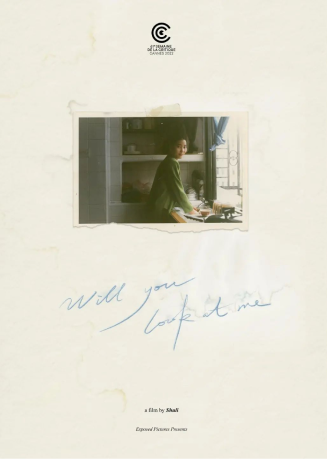 61e SEMAINE
DE LA CRITIQUE
CANNES 2022
Will you
look at me
a film by Shuli
Exposed Pictures Presents